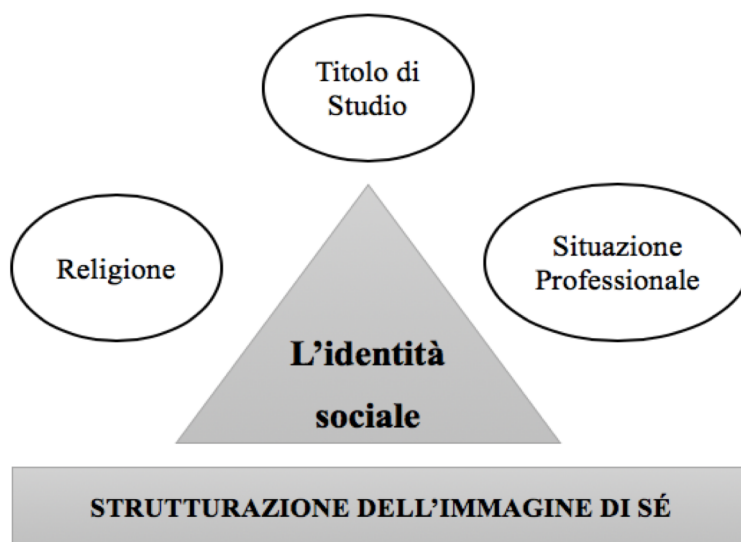 Titolo di
Studio
Religione
Situazione
Professionale
L’identità
sociale
STRUTTURAZIONE DELL’IMMAGINE DI SÉ